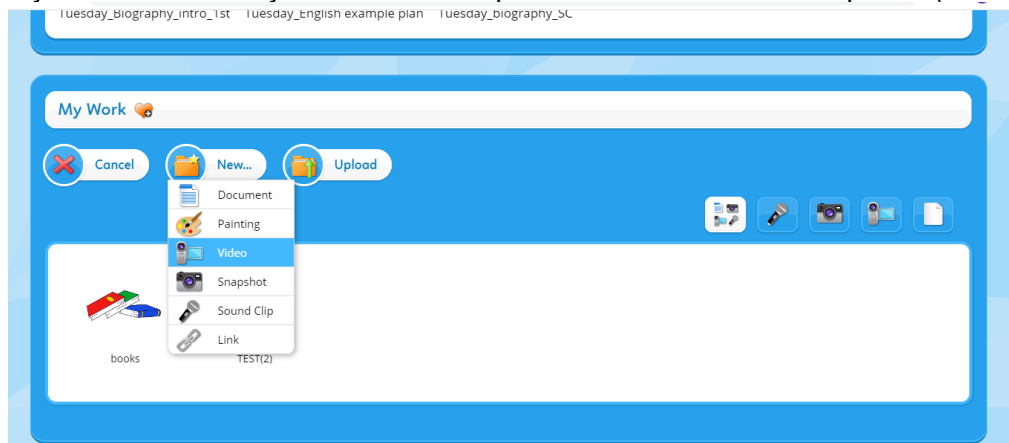 Tuesday_Biography_intro_1st Tuesday_English example plan Tuesday_biography_SC
My Work
Cancel New... Upload
Document
Painting
Video
Snapshot
Sound Clip
Link
books TEST(2)